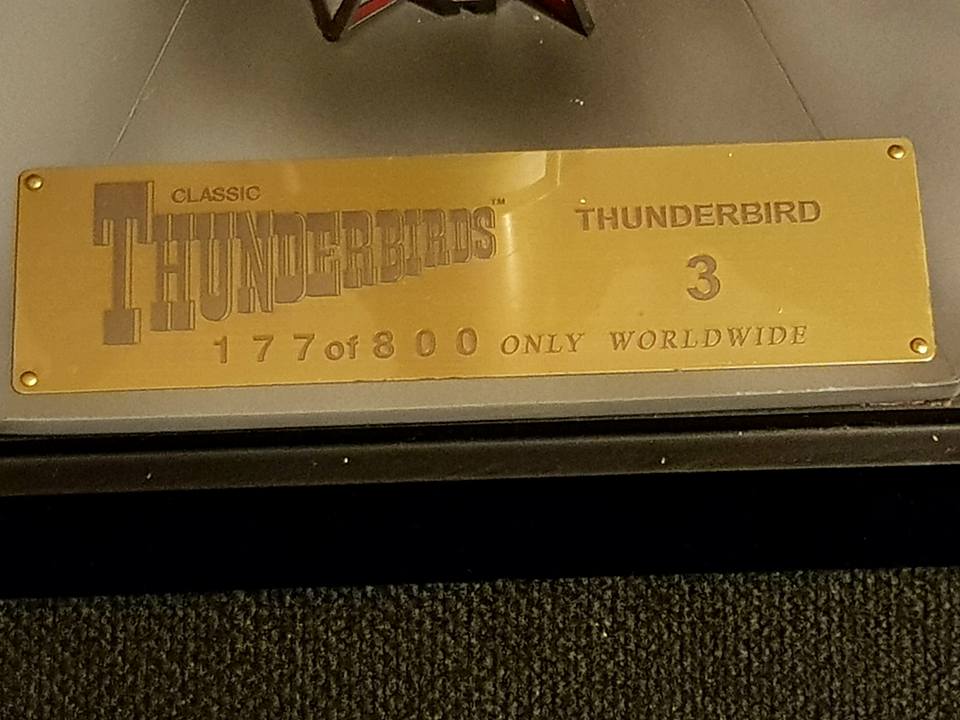 CLASSIC
THUNDERBIRDS™
THUNDERBIRD
3
177 of 800 ONLY WORLDWIDE